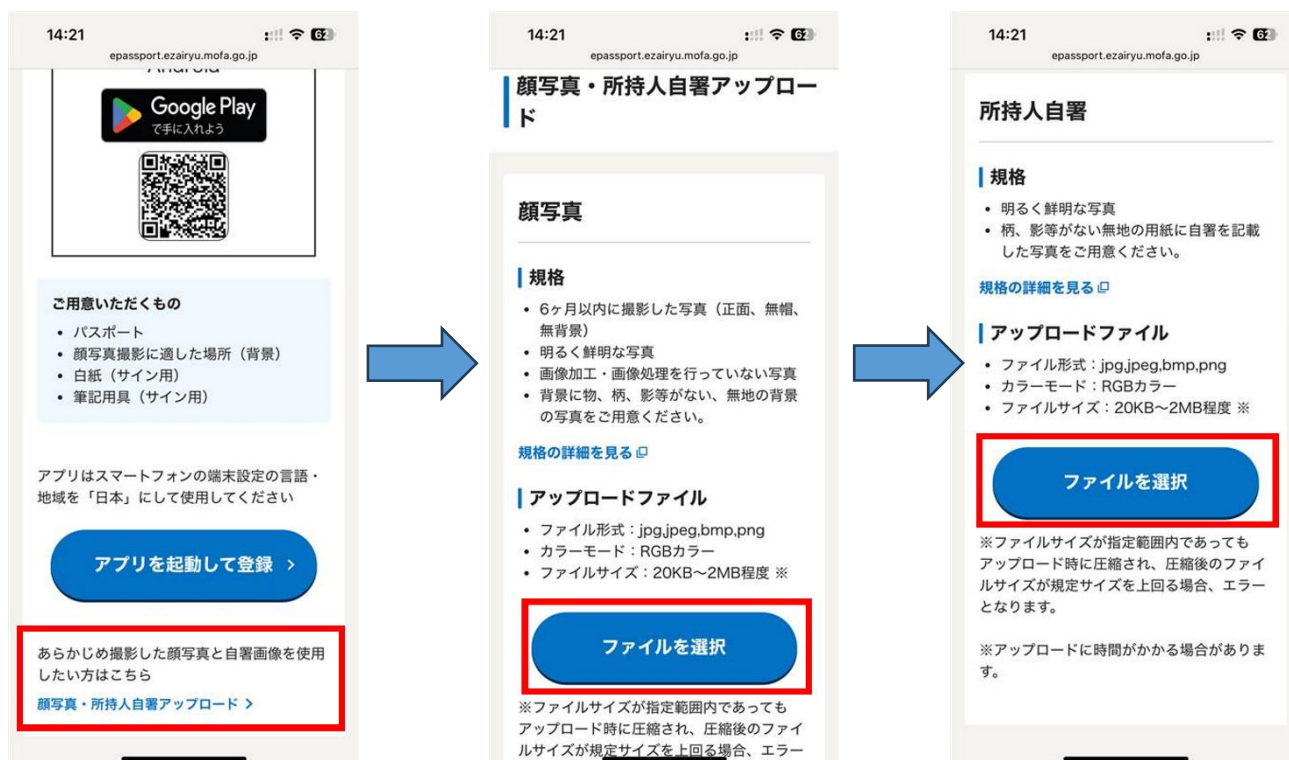 14:21
62
epassport.ezairyu.mofa.go.jp
Android
Google Play
で手に入れよう
ご用意いただくもの
• パスポート
• 顔写真撮影に適した場所（背景）
• 白紙（サイン用）
• 筆記用具（サイン用）
アプリはスマートフォンの端末設定の言語・
地域を「日本」にして使用してください
アプリを起動して登録 >
あらかじめ撮影した顔写真と自署画像を使用
したい方はこちら
顔写真・所持人自署アップロード >
14:21
62
epassport.ezairyu.mofa.go.jp
顔写真・所持人自署アップロー
ド
顔写真
規格
• 6ヶ月以内に撮影した写真（正面、無帽、
無背景）
• 明るく鮮明な写真
• 画像加工・画像処理を行っていない写真
• 背景に物、柄、影等がない、無地の背景
の写真をご用意ください。
規格の詳細を見る
アップロードファイル
• ファイル形式：jpg,jpeg,bmp,png
• カラーモード：RGBカラー
• ファイルサイズ：20KB～2MB程度 ※
ファイルを選択
※ファイルサイズが指定範囲内であっても
アップロード時に圧縮され、圧縮後のファイ
ルサイズが規定サイズを上回る場合、エラー
14:21
62
epassport.ezairyu.mofa.go.jp
所持人自署
規格
• 明るく鮮明な写真
• 柄、影等がない無地の用紙に自署を記載
した写真をご用意ください。
規格の詳細を見る
アップロードファイル
• ファイル形式：jpg,jpeg,bmp,png
• カラーモード：RGBカラー
• ファイルサイズ：20KB～2MB程度 ※
ファイルを選択
※ファイルサイズが指定範囲内であっても
アップロード時に圧縮され、圧縮後のファイ
ルサイズが規定サイズを上回る場合、エラー
となります。
※アップロードに時間がかかる場合がありま
す。